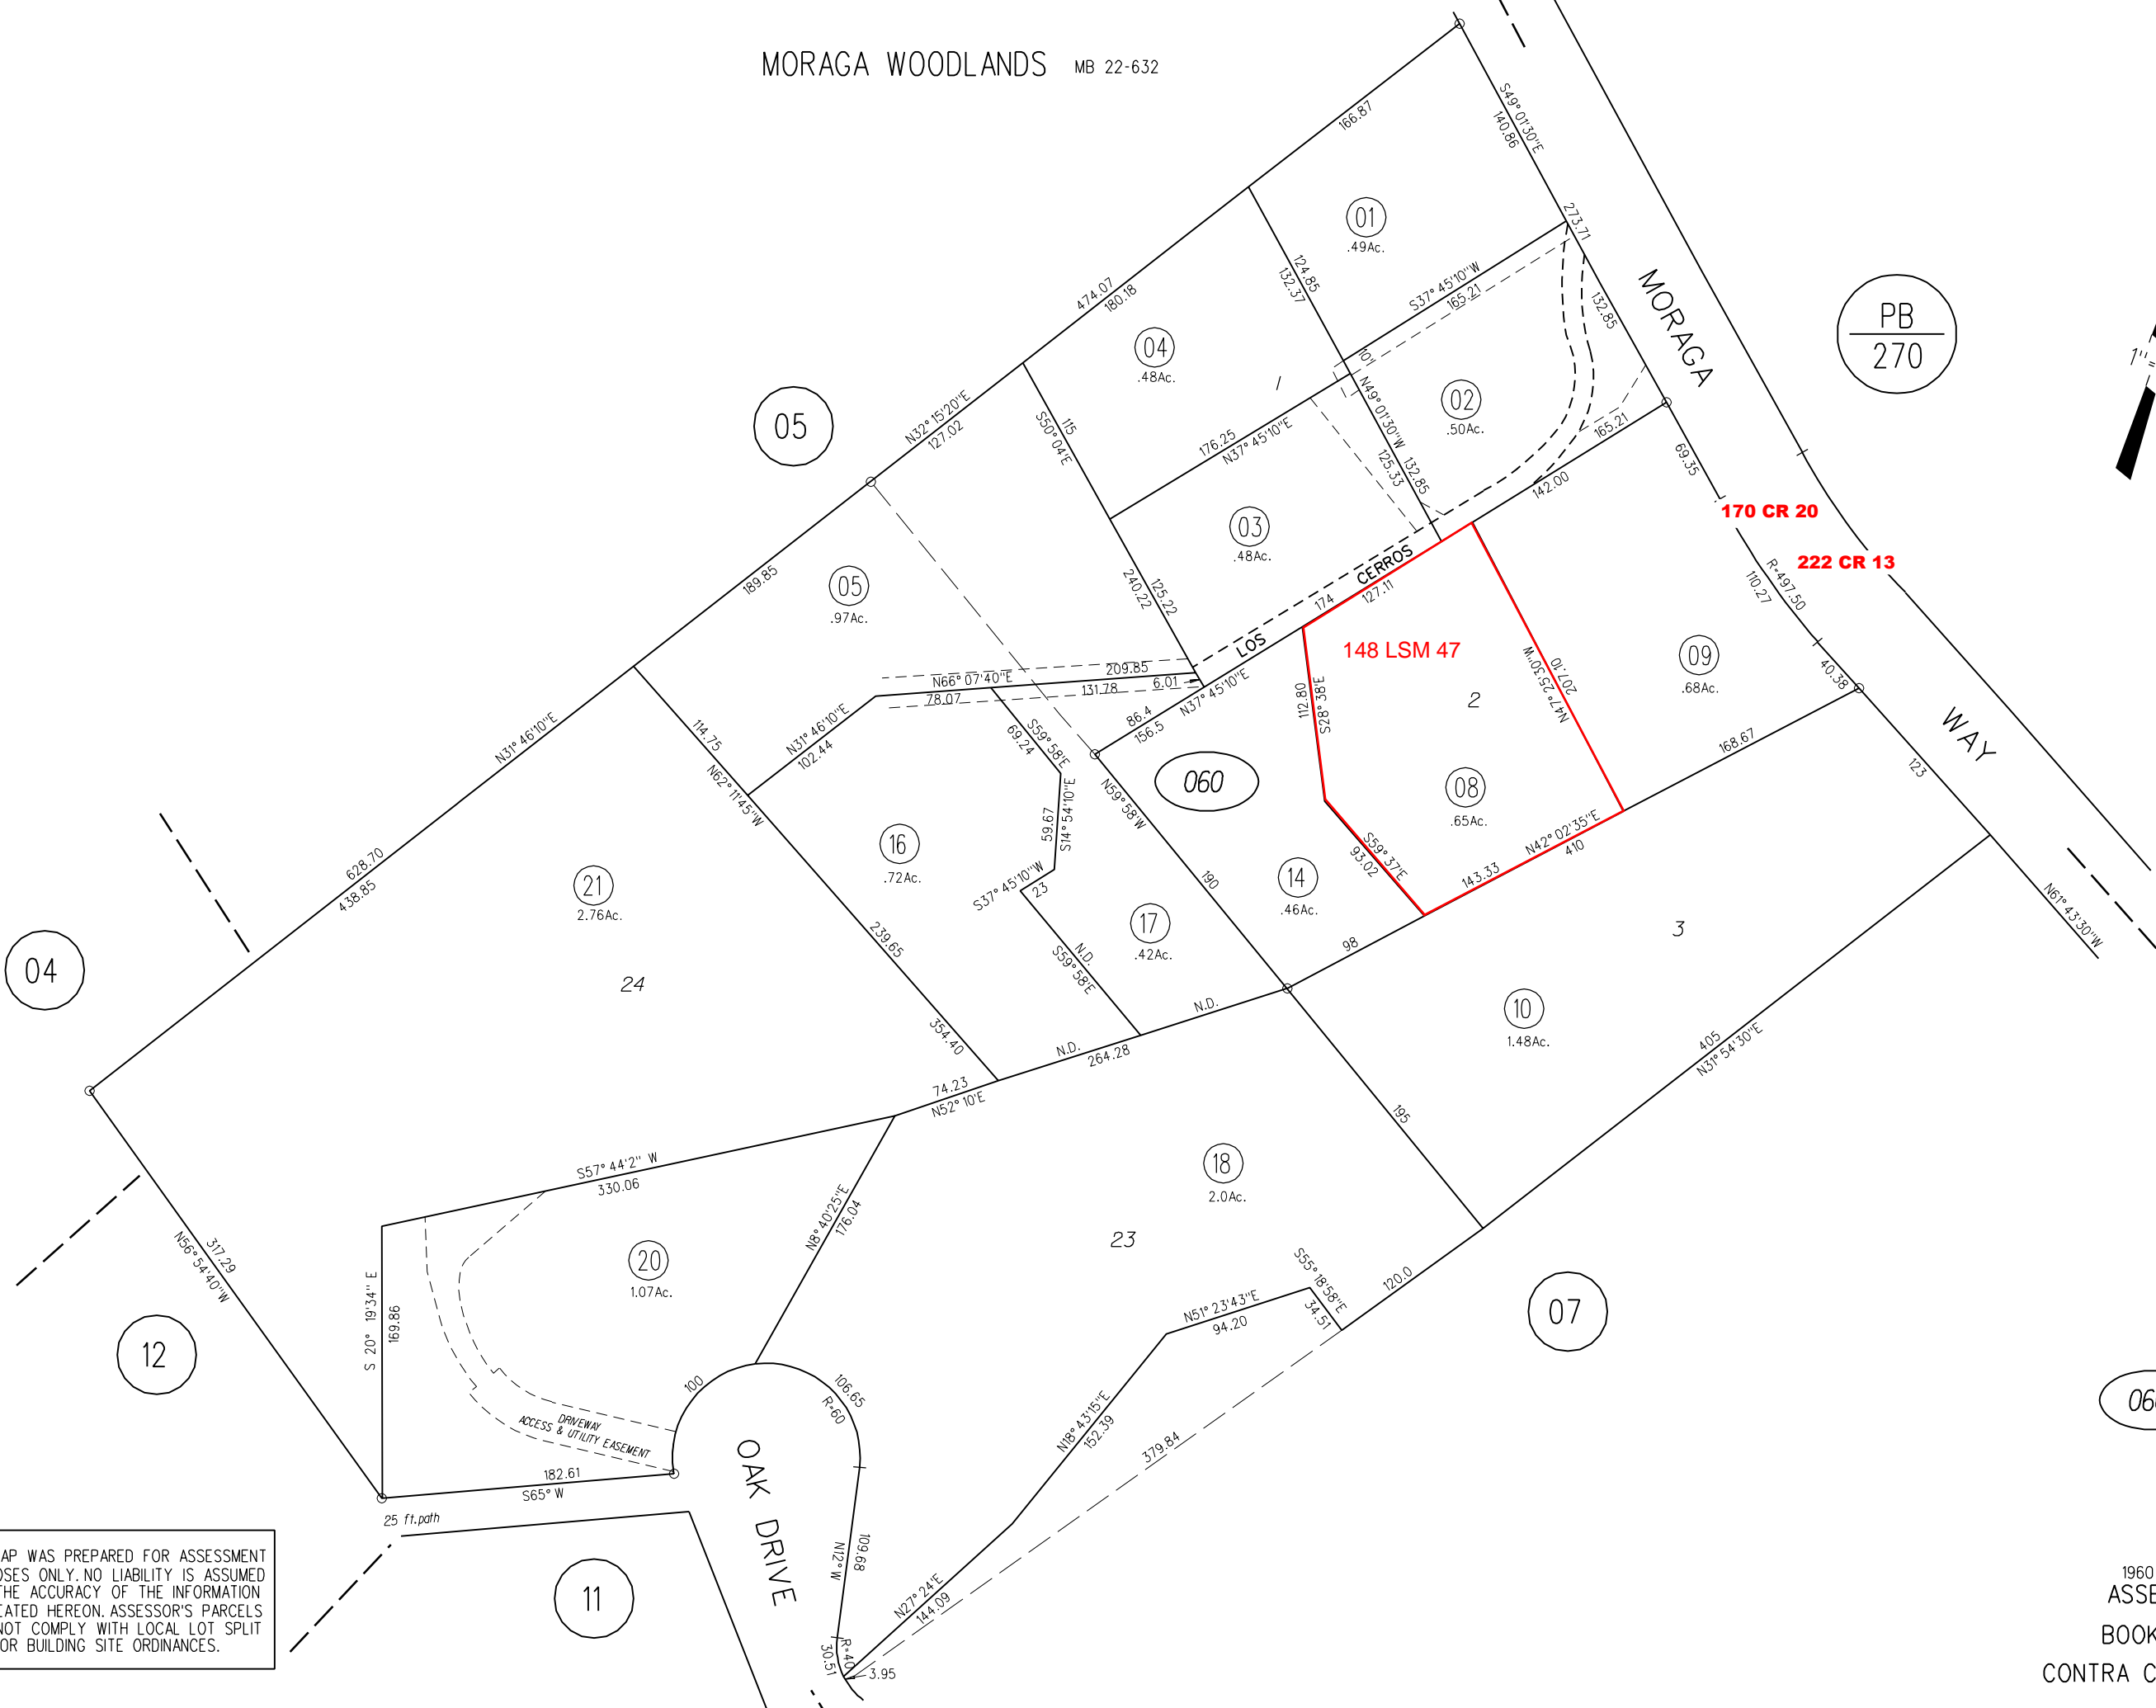 MORAGA WOODLANDS MB 22-632
166.87
S49° 01'30"E
140.86
01
.49Ac.
273.71
124.85
132.37
S37° 45'10"W
165.21
132.85
MORAGA
PB
270
1"
474.07
180.18
04
.48Ac.
10'
N49° 01'30"W
125.33
132.85
02
.50Ac.
165.21
142.00
69.35
170 CR 20
222 CR 13
05
N32° 15'20"E
127.02
S50° 04'E
115
176.25
N37° 45'10"E
03
.48Ac.
240.22
125.22
LOS CERROS
174
127.11
148 LSM 47
R=497.50
110.27
40.38
189.85
05
.97Ac.
N66° 07'40"E
209.85
78.07
131.78
6.01
86.4
156.5
N37° 45'10"E
112.80
S28° 38'E
2
N47° 25'30"W
207.10
09
.68Ac.
WAY
123
168.67
N31° 46'10"E
114.75
N62° 11'45"W
N31° 46'10"E
102.44
S59° 58'E
69.24
59.67
S14° 54'10"E
060
N59° 58'W
190
08
.65Ac.
S59° 37'E
93.02
N42° 02'35"E
410
143.33
628.70
438.85
21
2.76Ac.
16
.72Ac.
S37° 45'10"W
23
14
.46Ac.
98
N61° 43'30"W
3
04
24
239.65
354.40
N.D.
S59° 58'E
17
.42Ac.
N.D.
N.D.
264.28
10
1.48Ac.
405
N31° 54'30"E
74.23
N52° 10'E
195
S57° 44'2" W
330.06
N8° 40'25"E
176.04
18
2.0Ac.
23
317.29
N56° 54'40"W
S 20° 19'34" E
169.86
20
1.07Ac.
S55° 18'58"E
34.51
120.0
N51° 23'43"E
94.20
07
12
100
106.65
R=60
DRIVEWAY
ACCESS & UTILITY EASEMENT
N18° 43'15"E
152.39
379.84
060
182.61
S65° W
25 ft.path
OAK DRIVE
109.68
N12° W
N27° 24'E
144.09
R=40
30.51
3.95
11
AP WAS PREPARED FOR ASSESSMENT
OSES ONLY. NO LIABILITY IS ASSUMED
THE ACCURACY OF THE INFORMATION
EATED HEREON. ASSESSOR'S PARCELS
NOT COMPLY WITH LOCAL LOT SPLIT
OR BUILDING SITE ORDINANCES.
1960
ASSE
BOOK
CONTRA C